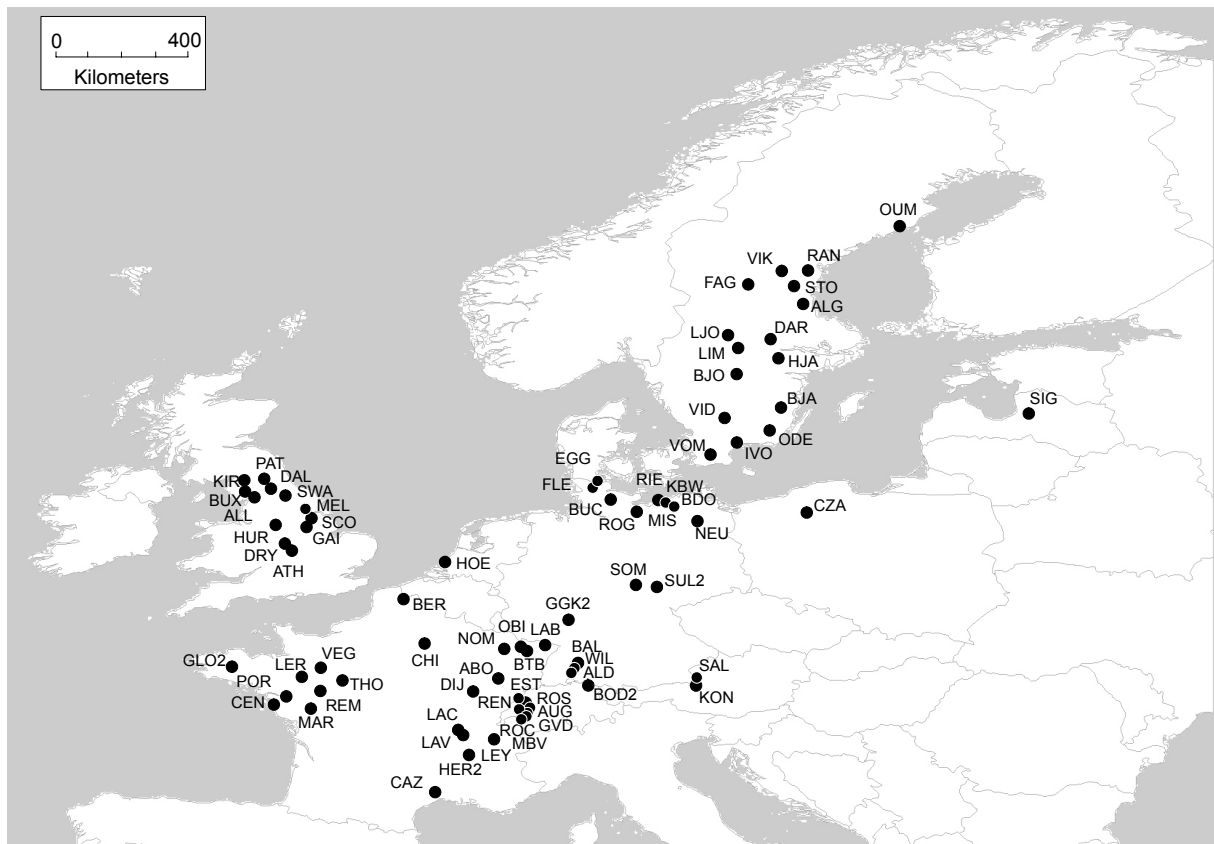 0 400
Kilometers
OUM
VIK
RAN
FAG
STO
ALG
LJO
DAR
LIM
HJA
BJO
BJA
SIG
VID
ODE
VOM
IVO
EGG
PAT
KIR
DAL
FLE
RIE
KBW
SWA
BUX
MEL
BDO
ALL
BUC
CZA
SCO
ROG
MIS
HUR
GAI
NEU
DRY
HOE
ATH
SOM
SUL2
BER
GGK2
OBI
LAB
NOM
CHI
BAL
WIL
GLO2
LER
VEG
BTB
ALD
SAL
ABO
POR
THO
EST
DIJ
BOD2
KON
REN
ROS
CEN
REM
AUG
LAC
MAR
GVD
ROC
LAV
MBV
LEY
HER2
CAZ